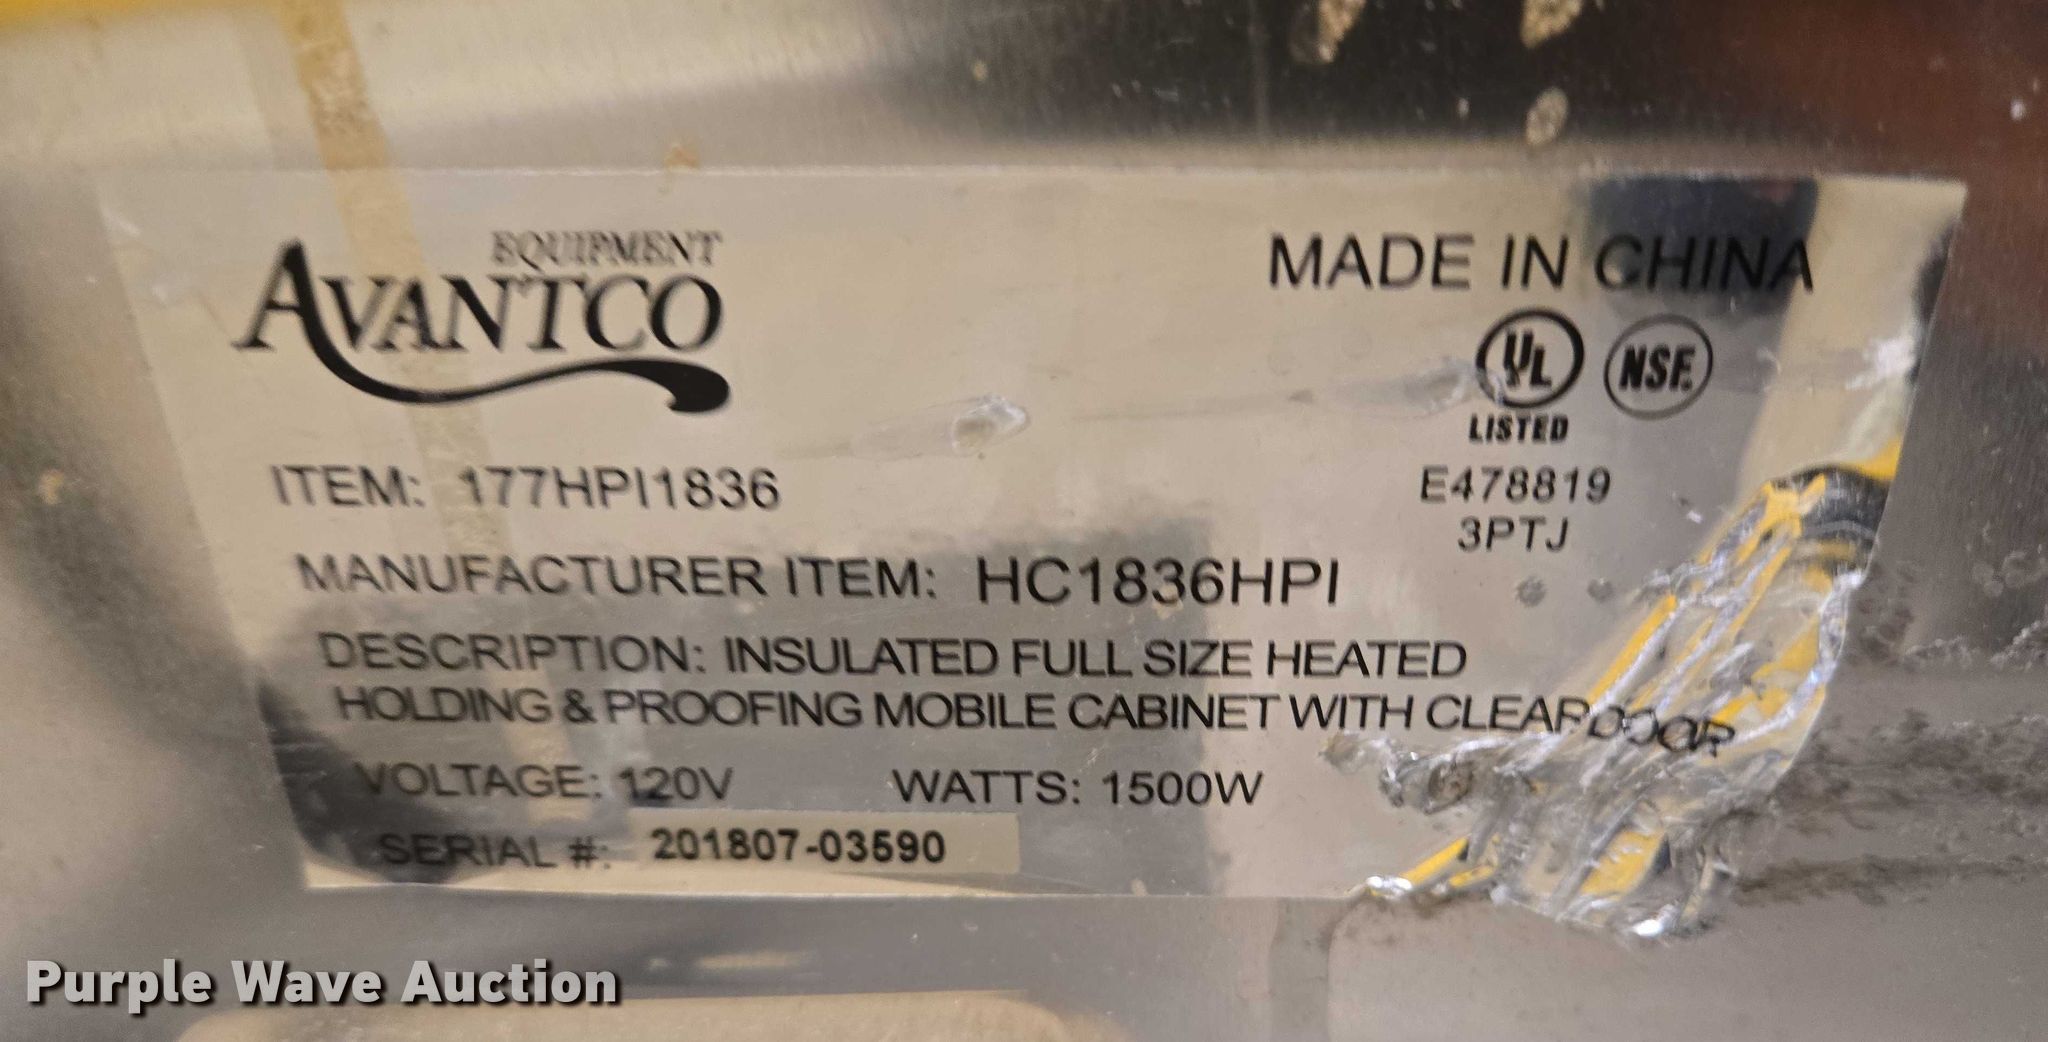 EQUIPMENT
AVANTCO
MADE IN CHINA
UL
NSF.
LISTED
ITEM: 177HPI1836
E478819
3PTJ
MANUFACTURER ITEM: HC1836HPI
DESCRIPTION: INSULATED FULL SIZE HEATED
HOLDING & PROOFING MOBILE CABINET WITH CLEAR DOOR
VOLTAGE: 120V WATTS: 1500W
SERIAL #: 201807-03590
Purple Wave Auction